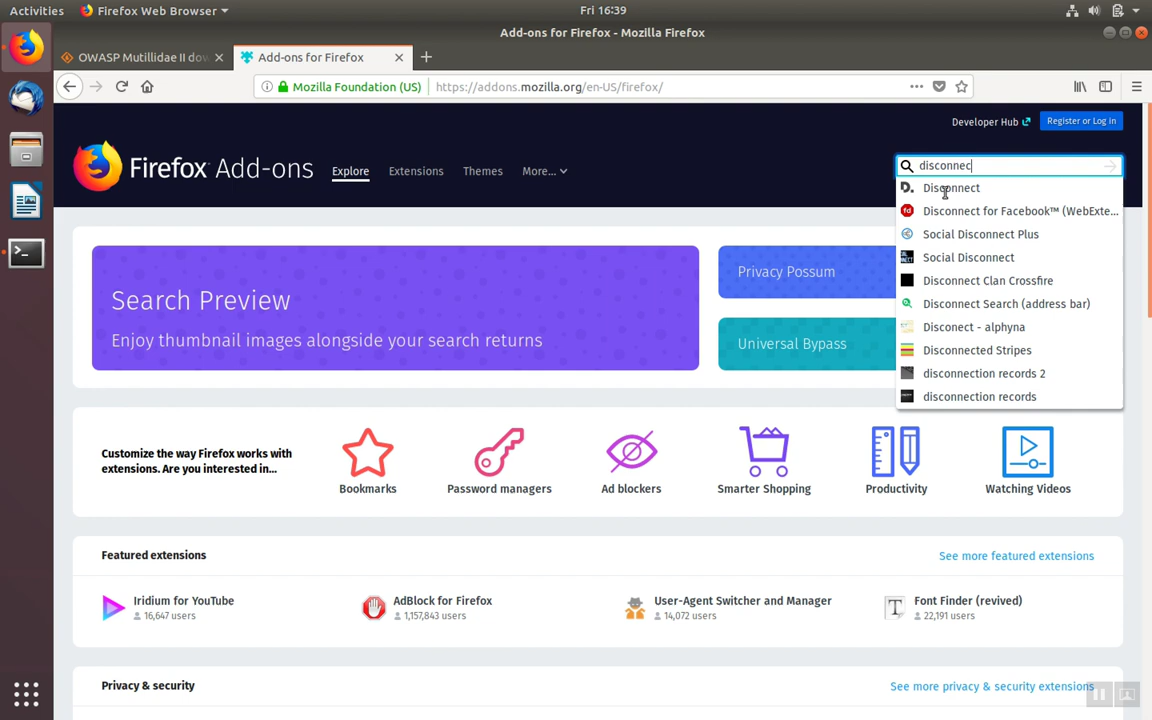 Activities Firefox Web Browser Fri 16:39
Add-ons for Firefox - Mozilla Firefox
OWASP Mutillidae II dow Add-ons for Firefox
Mozilla Foundation (US) https://addons.mozilla.org/en-US/firefox/
Developer Hub Register or Log in
Firefox Add-ons Explore Extensions Themes More...
disconnec
Disconnect
Disconnect for Facebook™ (WebExte...
Social Disconnect Plus
Social Disconnect
Disconnect Clan Crossfire
Disconnect Search (address bar)
Disconect - alphyna
Disconnected Stripes
disconnection records 2
disconnection records
Search Preview
Enjoy thumbnail images alongside your search returns
Privacy Possum
Universal Bypass
Customize the way Firefox works with
extensions. Are you interested in...
Bookmarks Password managers Ad blockers Smarter Shopping Productivity Watching Videos
Featured extensions See more featured extensions
Iridium for YouTube AdBlock for Firefox User-Agent Switcher and Manager Font Finder (revived)
16,647 users 1,157,843 users 14,072 users 22,191 users
Privacy & security See more privacy & security extensions